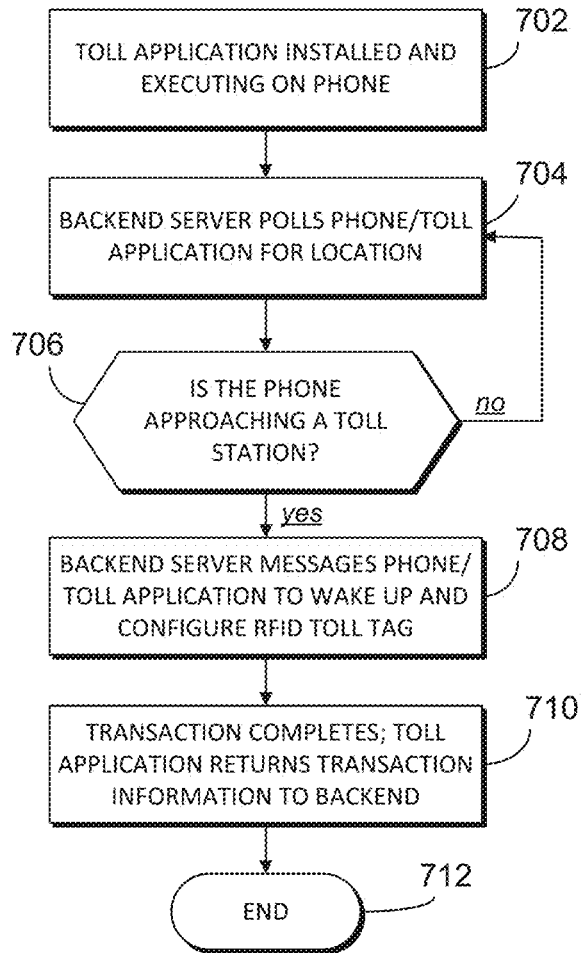 702
TOLL APPLICATION INSTALLED AND
EXECUTING ON PHONE
704
BACKEND SERVER POLLS PHONE/TOLL
APPLICATION FOR LOCATION
706
IS THE PHONE
APPROACHING A TOLL
STATION?
no
yes
708
BACKEND SERVER MESSAGES PHONE/
TOLL APPLICATION TO WAKE UP AND
CONFIGURE RFID TOLL TAG
710
TRANSACTION COMPLETES; TOLL
APPLICATION RETURNS TRANSACTION
INFORMATION TO BACKEND
712
END